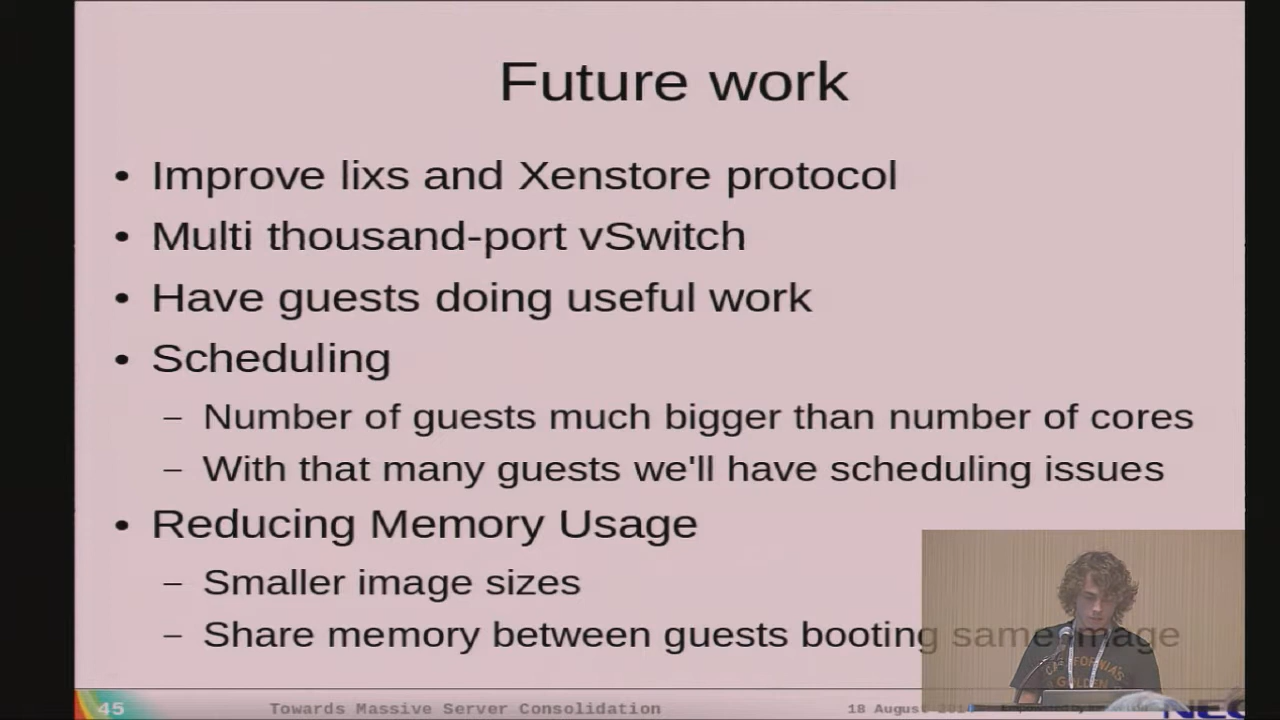 Future work
• Improve lixs and Xenstore protocol
• Multi thousand-port vSwitch
• Have guests doing useful work
• Scheduling
– Number of guests much bigger than number of cores
– With that many guests we'll have scheduling issues
• Reducing Memory Usage
– Smaller image sizes
– Share memory between guests booting same image
CALIFORNIA'S
GOLDEN
45 Towards Massive Server Consolidation 18 August NEC